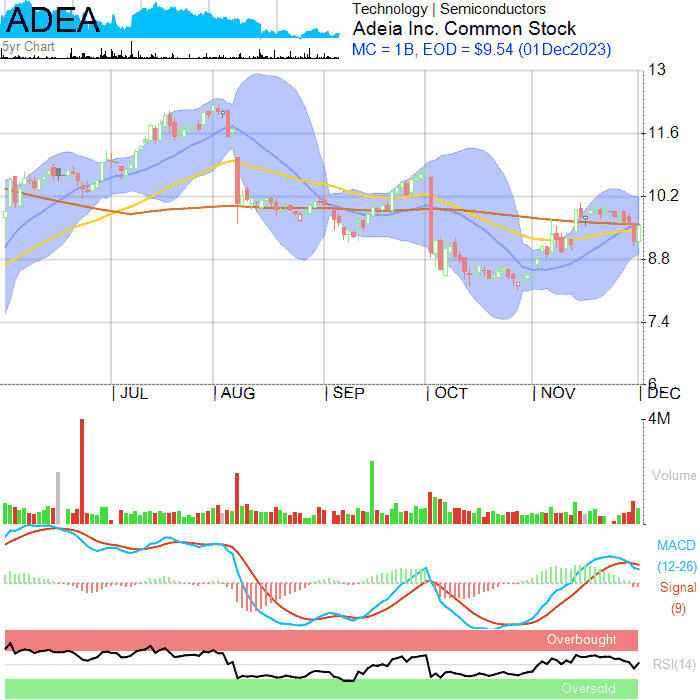 ADEA
5yr Chart
Technology | Semiconductors
Adeia Inc. Common Stock
MC = 1B, EOD = $9.54 (01Dec2023)
13
11.6
10.2
8.8
7.4
6
JUL AUG SEP OCT NOV DEC
4M
Volume
MACD
(12-26)
Signal
(9)
Overbought
RSI(14)
Oversold